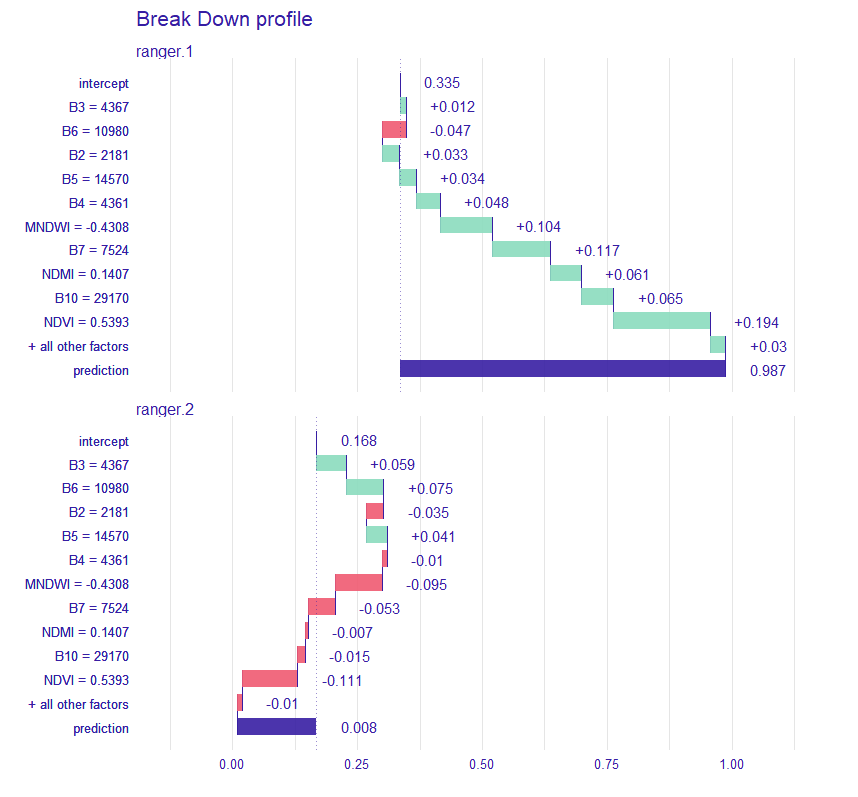 Break Down profile
ranger.1
intercept 0.335
B3 = 4367 +0.012
B6 = 10980 -0.047
B2 = 2181 +0.033
B5 = 14570 +0.034
B4 = 4361 +0.048
MNDWI = -0.4308 +0.104
B7 = 7524 +0.117
NDMI = 0.1407 +0.061
B10 = 29170 +0.065
NDVI = 0.5393 +0.194
+ all other factors +0.03
prediction 0.987
ranger.2
intercept 0.168
B3 = 4367 +0.059
B6 = 10980 +0.075
B2 = 2181 -0.035
B5 = 14570 +0.041
B4 = 4361 -0.01
MNDWI = -0.4308 -0.095
B7 = 7524 -0.053
NDMI = 0.1407 -0.007
B10 = 29170 -0.015
NDVI = 0.5393 -0.111
+ all other factors -0.01
prediction 0.008
0.00 0.25 0.50 0.75 1.00